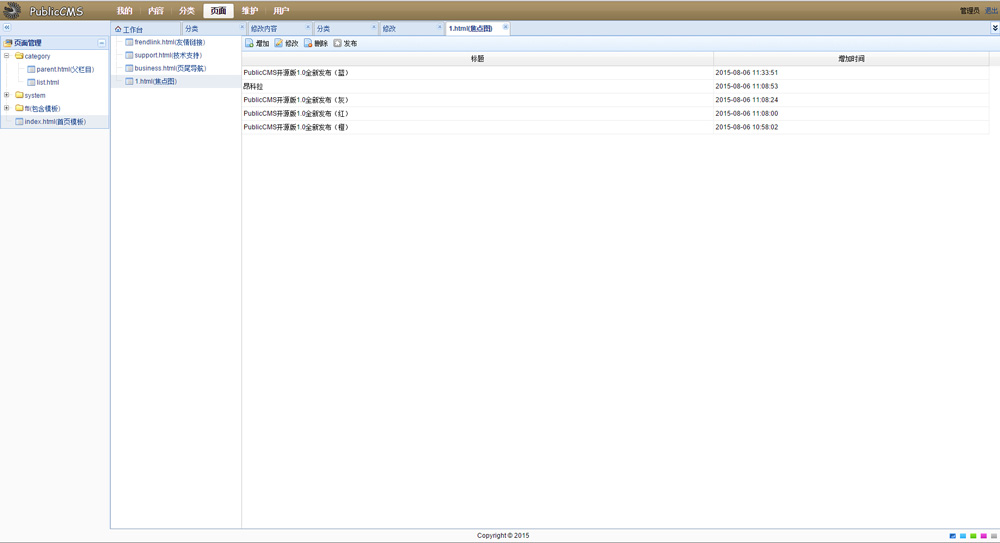 PublicCMS 我的 内容 分类 页面 维护 用户 管理员 退出
工作台 分类 修改内容 分类 修改 1.html(焦点图)
页面管理
category
parent.html(父栏目)
list.html
system
ftl(包含模板)
index.html(首页模板)
frendlink.html(友情链接)
support.html(技术支持)
business.html(页尾导航)
1.html(焦点图)
增加 修改 删除 发布
标题 增加时间
PublicCMS开源版1.0全新发布（蓝） 2015-08-06 11:33:51
昂科拉 2015-08-06 11:08:53
PublicCMS开源版1.0全新发布（灰） 2015-08-06 11:08:24
PublicCMS开源版1.0全新发布（红） 2015-08-06 11:08:00
PublicCMS开源版1.0全新发布（橙） 2015-08-06 10:58:02
Copyright © 2015